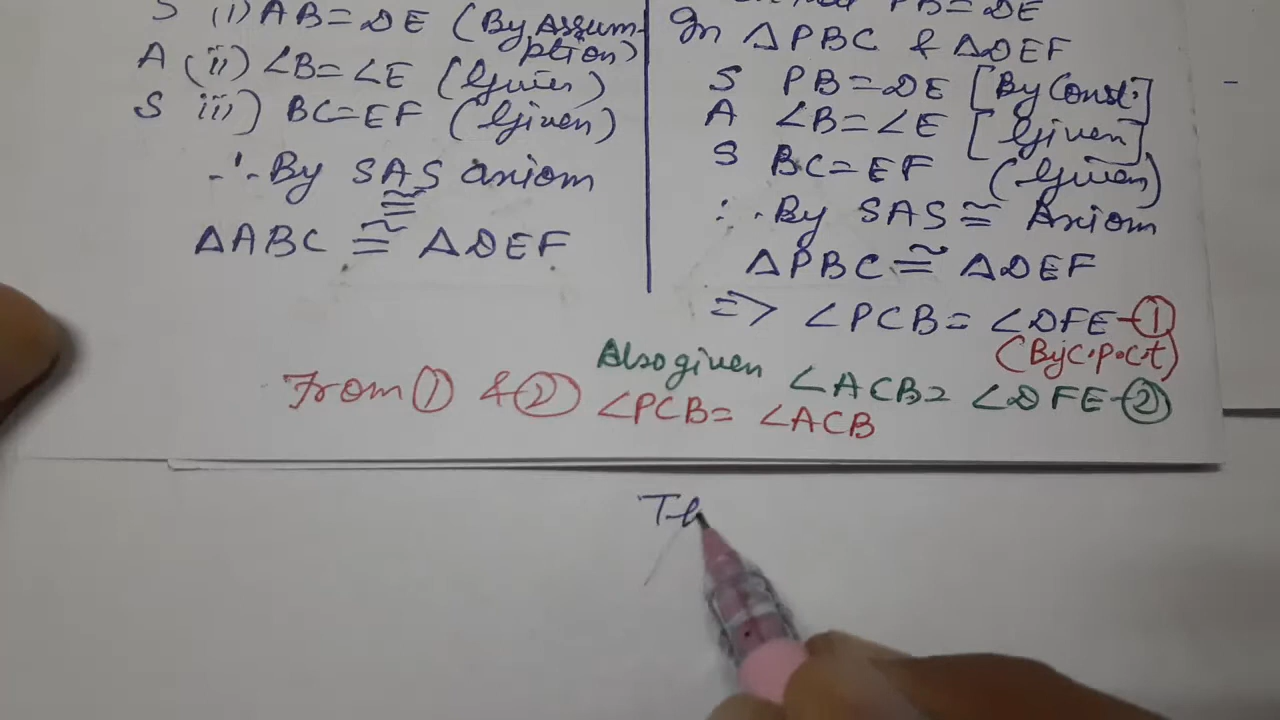 S i) AB = DE (By Assum-
ption)
A (ii) ∠B = ∠E (Given)
S iii) BC = EF (Given)
∴ By SAS axiom
≅
ΔABC ≅ ΔDEF
PB = DE
In ΔPBC & ΔDEF
S PB = DE [By Const.]
A ∠B = ∠E [Given]
S BC = EF (Given)
∴ By SAS ≅ Axiom
ΔPBC ≅ ΔDEF
=> ∠PCB = ∠DFE - ①
(By C.P.C.t)
Also given ∠ACB = ∠DFE - ②
From ① & ② ∠PCB = ∠ACB